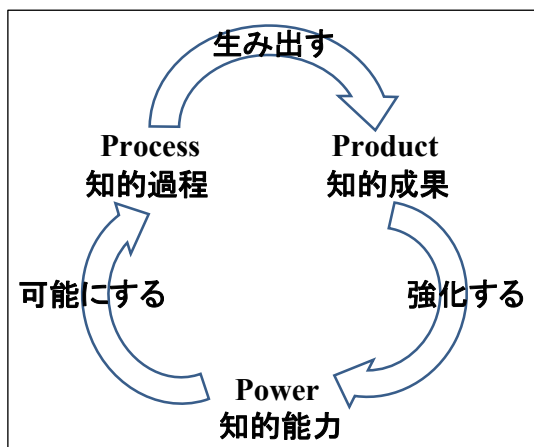 生み出す
Process
知的過程
Product
知的成果
可能にする
強化する
Power
知的能力